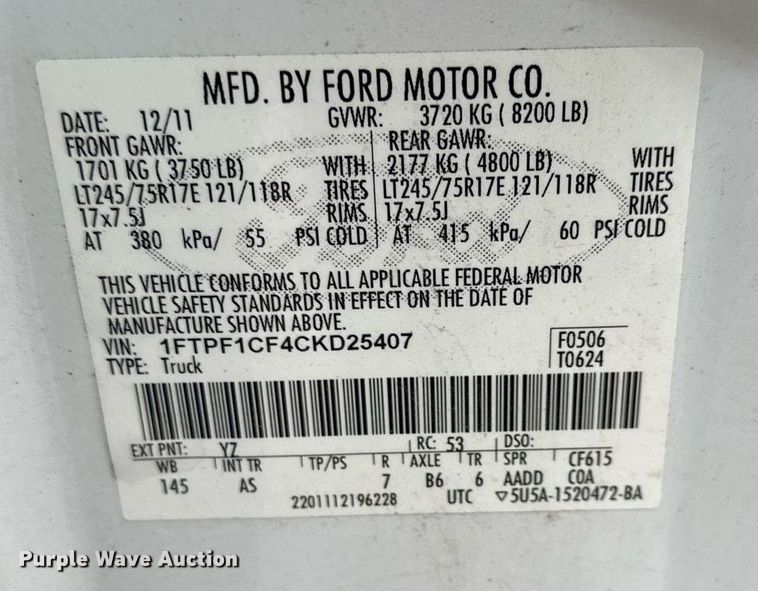 MFD. BY FORD MOTOR CO.
DATE: 12/11 GVWR: 3720 KG ( 8200 LB)
FRONT GAWR: REAR GAWR:
1701 KG ( 3750 LB) WITH 2177 KG ( 4800 LB) WITH
LT245/75R17E 121/118R TIRES LT245/75R17E 121/118R TIRES
17x7.5J RIMS 17x7.5J RIMS
AT 380 kPa/ 55 PSI COLD AT 415 kPa/ 60 PSI COLD
Ford
THIS VEHICLE CONFORMS TO ALL APPLICABLE FEDERAL MOTOR
VEHICLE SAFETY STANDARDS IN EFFECT ON THE DATE OF
MANUFACTURE SHOWN ABOVE.
VIN: 1FTPF1CF4CKD25407 F0506
TYPE: Truck T0624
EXT PNT: YZ RC: 53 DSO:
WB INT TR TP/PS R AXLE TR SPR CF615
145 AS 7 B6 6 AADD COA
2201112196228 UTC ▽5U5A-1520472-BA
Purple Wave Auction